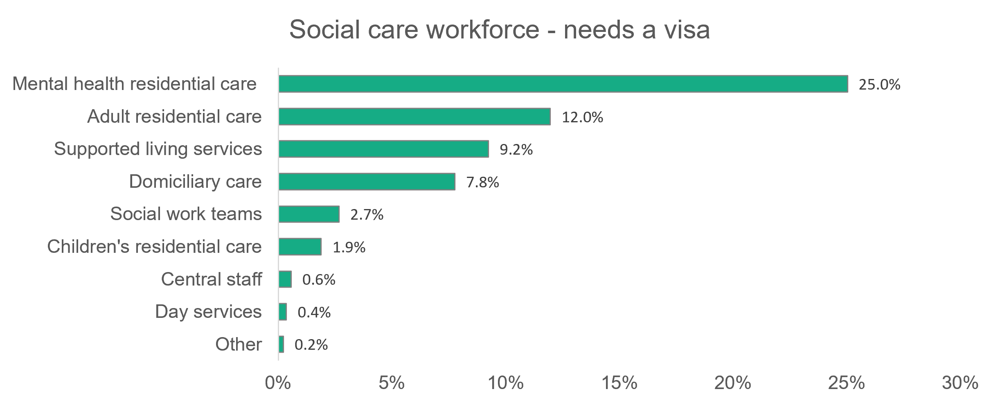 Social care workforce - needs a visa
Mental health residential care 25.0%
Adult residential care 12.0%
Supported living services 9.2%
Domiciliary care 7.8%
Social work teams 2.7%
Children's residential care 1.9%
Central staff 0.6%
Day services 0.4%
Other 0.2%
0% 5% 10% 15% 20% 25% 30%